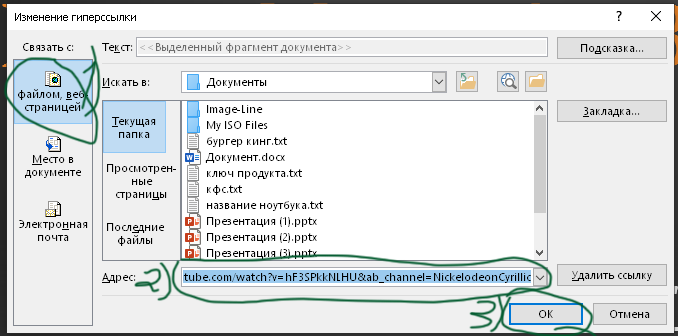 Изменение гиперссылки
? ×
Связать с:
Текст: <<Выделенный фрагмент документа>>
Подсказка...
1)
файлом, веб-
страницей
Искать в:
Документы
Текущая
папка
Image-Line
My ISO Files
бургер кинг.txt
Документ.docx
ключ продукта.txt
кфс.txt
название ноутбука.txt
Презентация (1).pptx
Презентация (2).pptx
Презентация (3).pptx
Закладка...
Место в
документе
Просмотрен-
ные
страницы
Электронная
почта
Последние
файлы
2)
Адрес:
tube.com/watch?v=hF3SPkkNLHU&ab_channel=NickelodeonCyrillic
Удалить ссылку
3)
ОК
Отмена